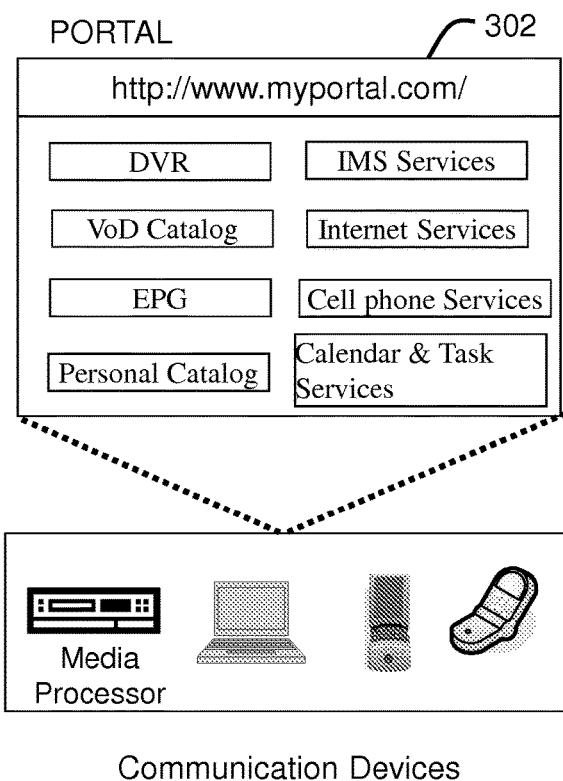 PORTAL
302
http://www.myportal.com/
DVR
IMS Services
VoD Catalog
Internet Services
EPG
Cell phone Services
Personal Catalog
Calendar & Task
Services
Media
Processor
Communication Devices